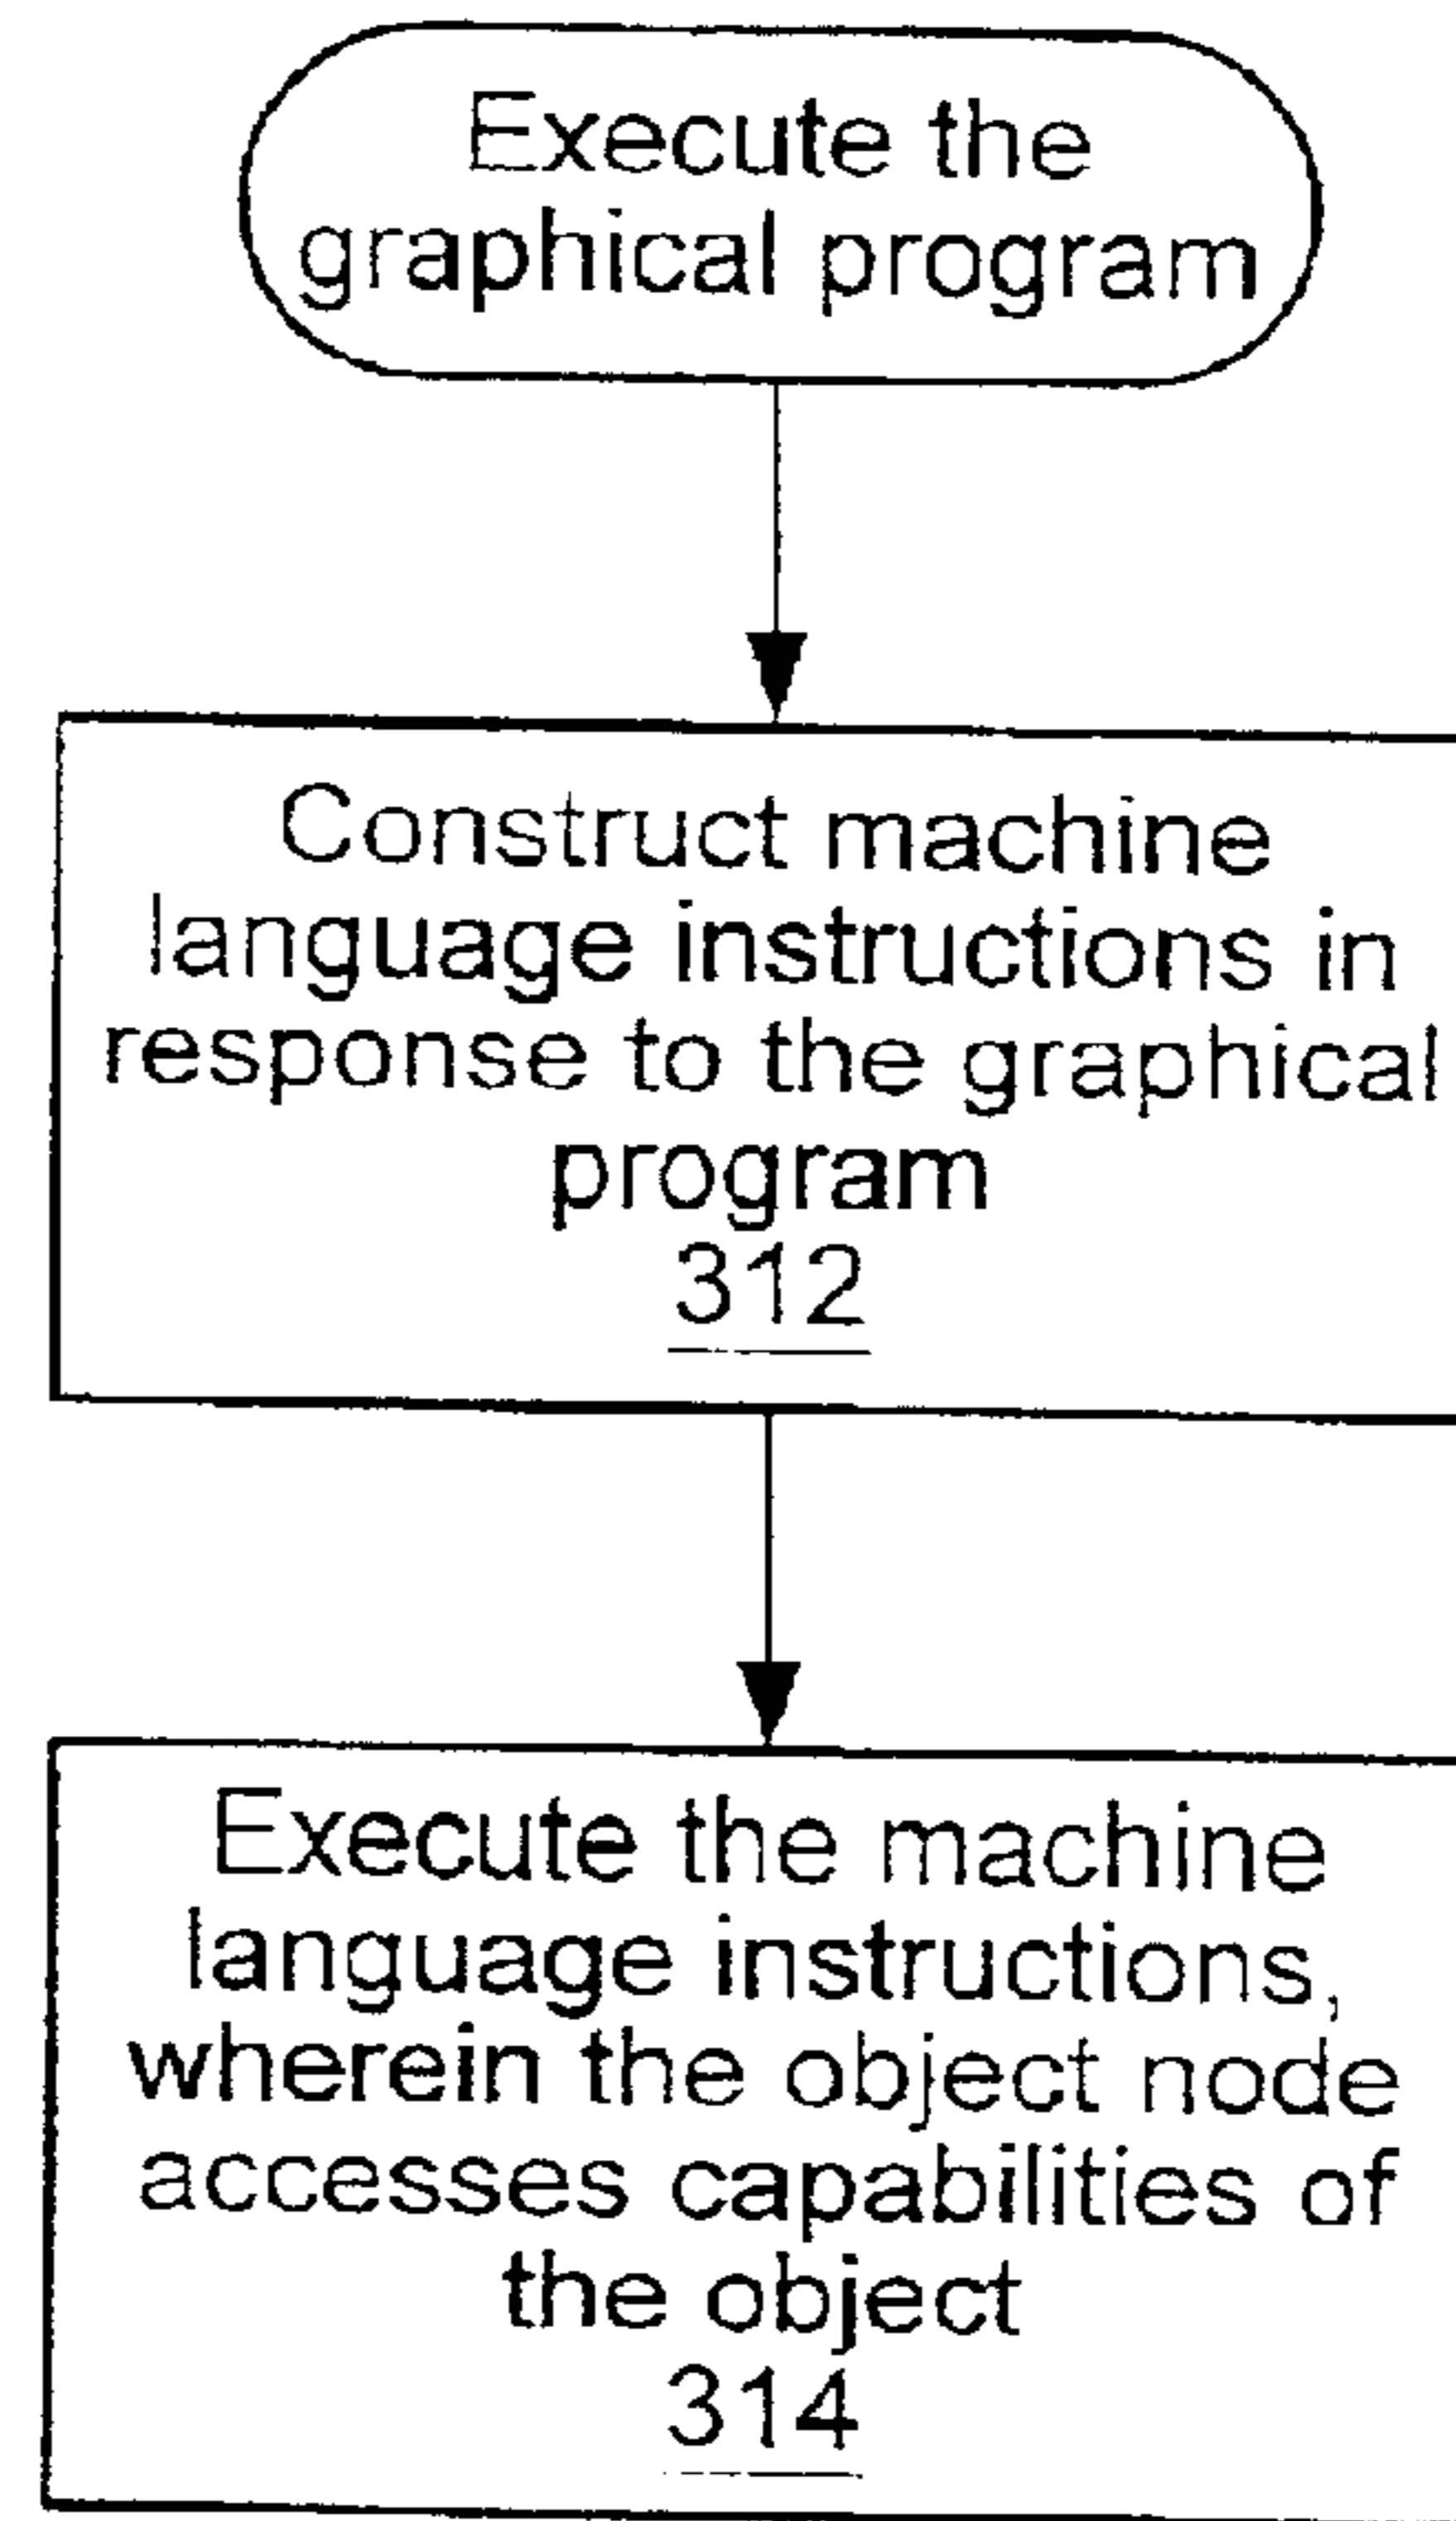 Execute the
graphical program
Construct machine
language instructions in
response to the graphical
program
312
Execute the machine
language instructions,
wherein the object node
accesses capabilities of
the object
314